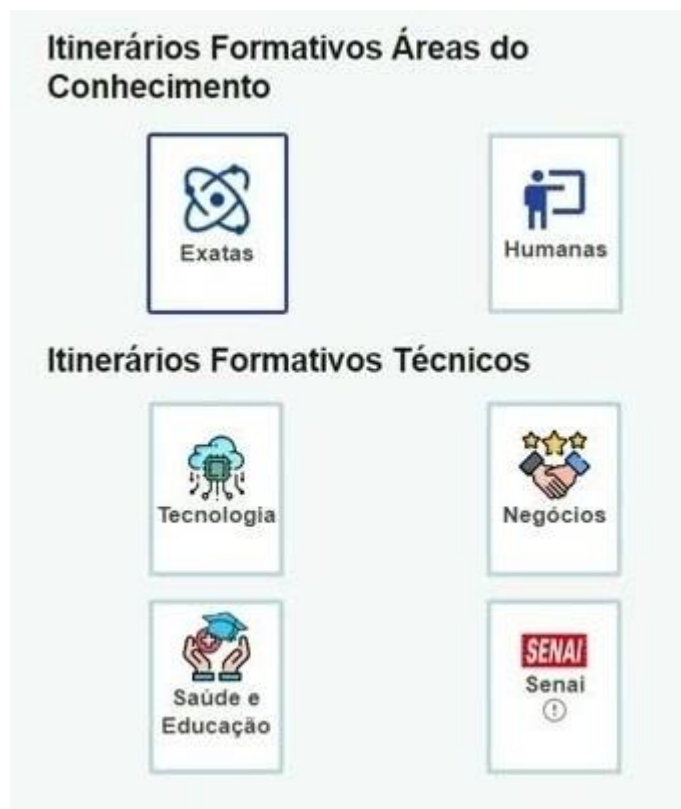 Itinerários Formativos Áreas do
Conhecimento
Exatas
Humanas
Itinerários Formativos Técnicos
Tecnologia
Negócios
Saúde e
Educação
SENAI
Senai